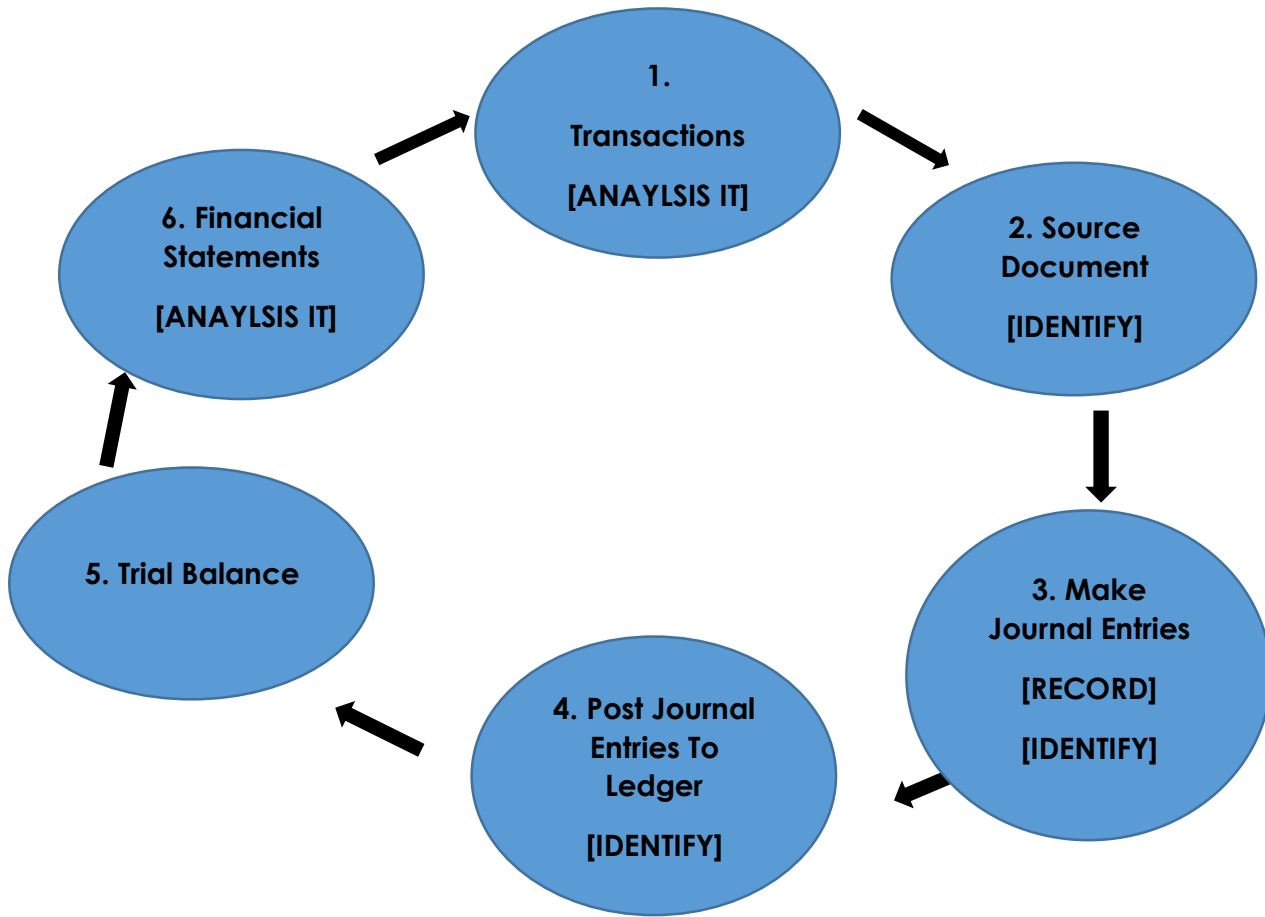 1.
Transactions
[ANAYLSIS IT]
2. Source
Document
[IDENTIFY]
3. Make
Journal Entries
[RECORD]
[IDENTIFY]
4. Post Journal
Entries To
Ledger
[IDENTIFY]
5. Trial Balance
6. Financial
Statements
[ANAYLSIS IT]